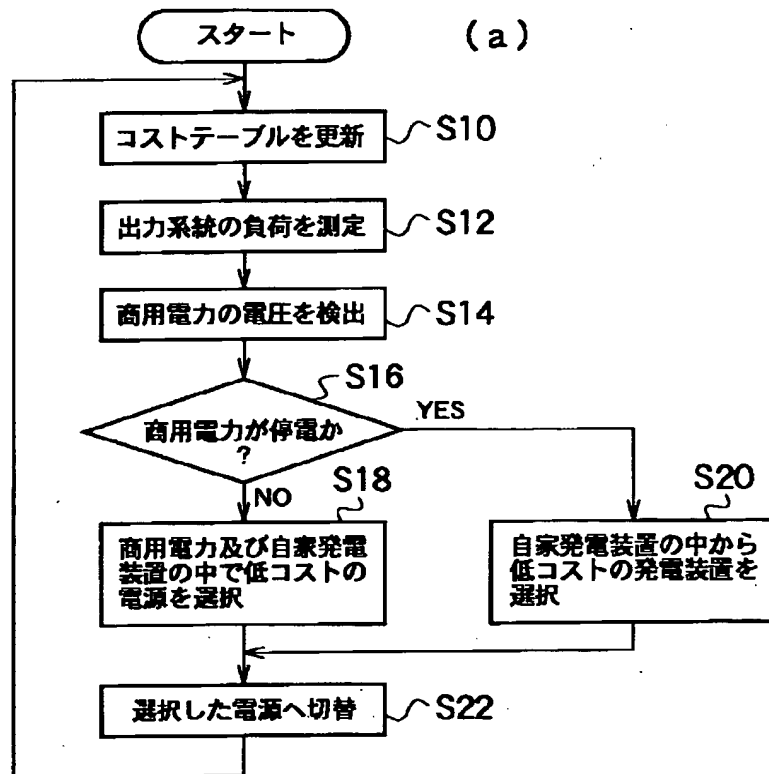 スタート
(a)
コストテーブルを更新
S10
出力系統の負荷を測定
S12
商用電力の電圧を検出
S14
S16
商用電力が停電か
?
YES
NO
S18
商用電力及び自家発電
装置の中で低コストの
電源を選択
S20
自家発電装置の中から
低コストの発電装置を
選択
選択した電源へ切替
S22